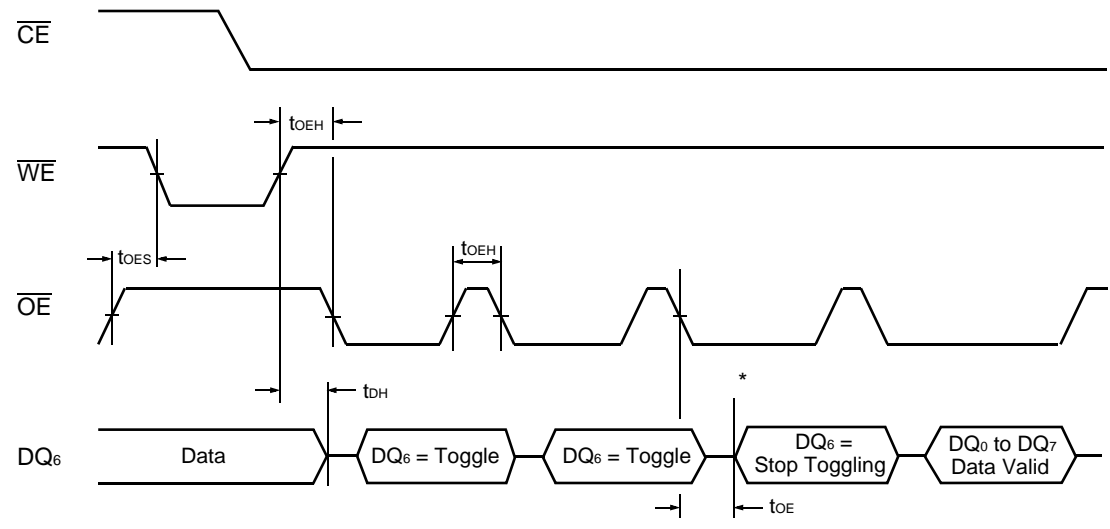 CE
tOEH
WE
tOES
tOEH
OE
*
tDH
DQ6
Data
DQ6 = Toggle
DQ6 = Toggle
DQ6 =
Stop Toggling
DQ0 to DQ7
Data Valid
tOE